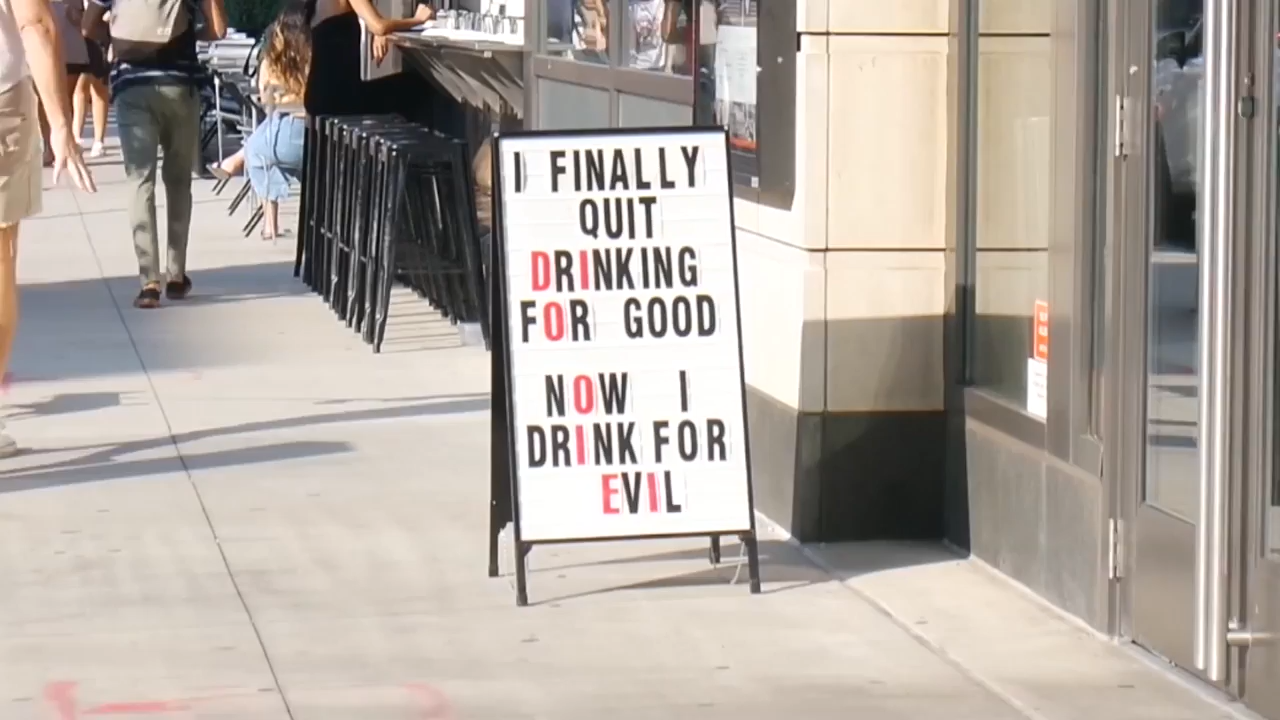 I FINALLY
QUIT
DRINKING
FOR GOOD
NOW I
DRINK FOR
EVIL